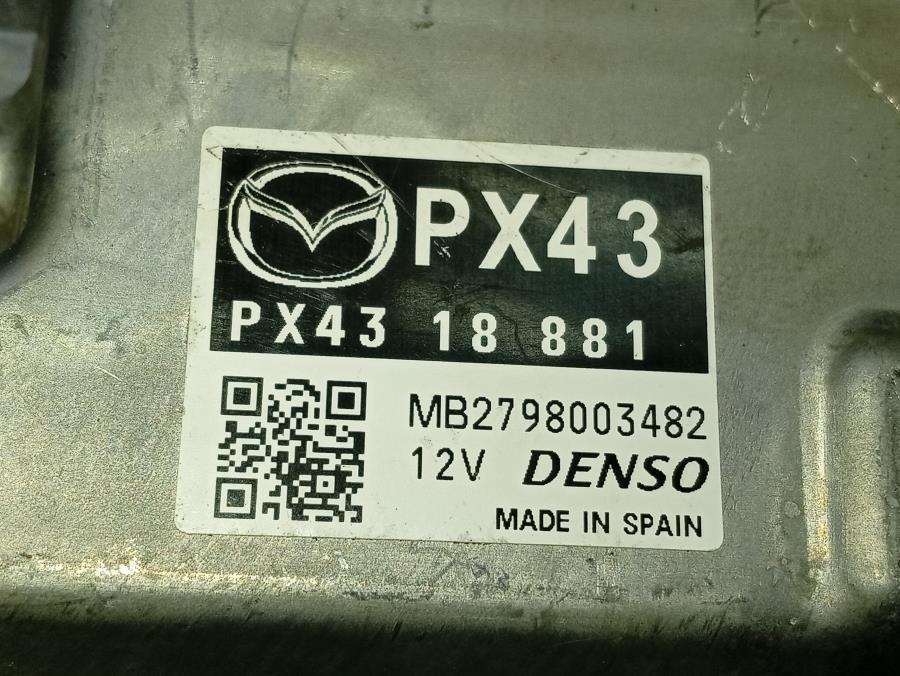 PX43
PX43 18 881
MB2798003482
12V DENSO
MADE IN SPAIN